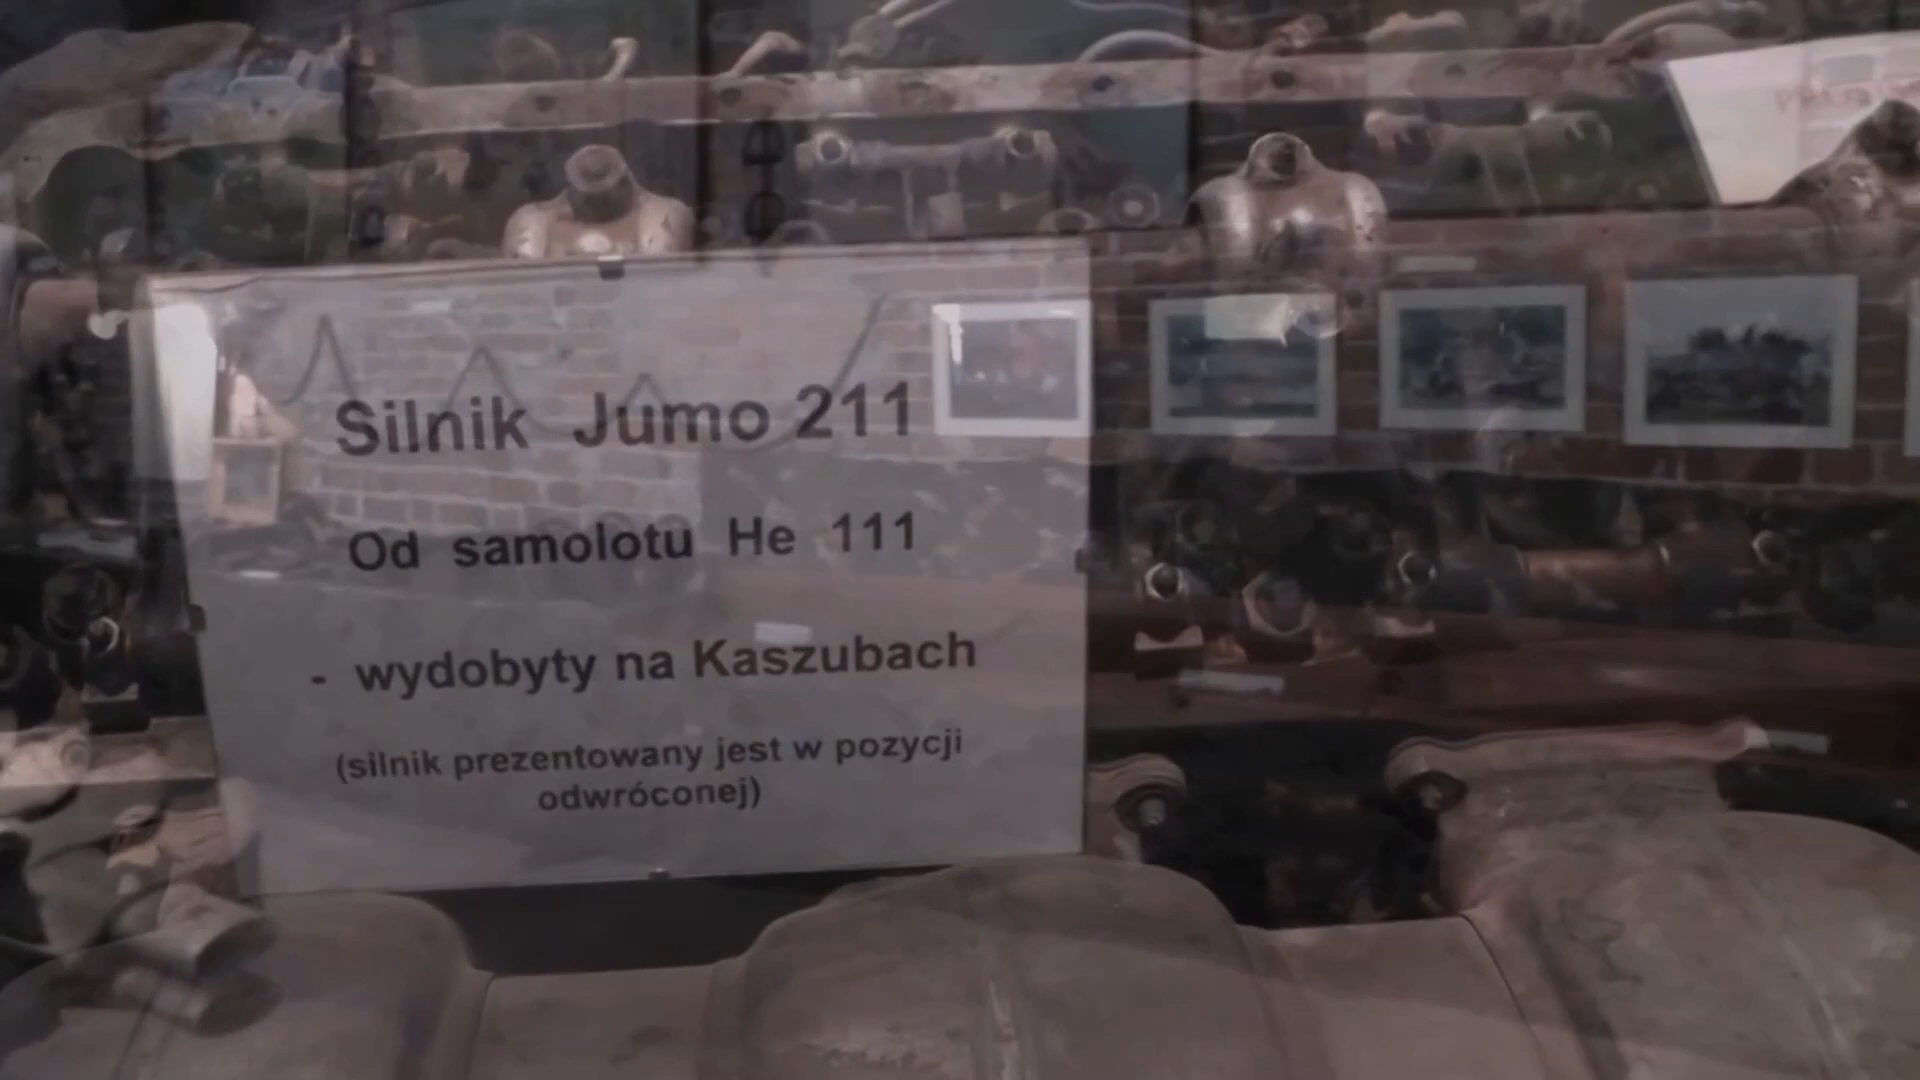 Silnik Jumo 211
Od samolotu He 111
- wydobyty na Kaszubach
(silnik prezentowany jest w pozycji
odwróconej)